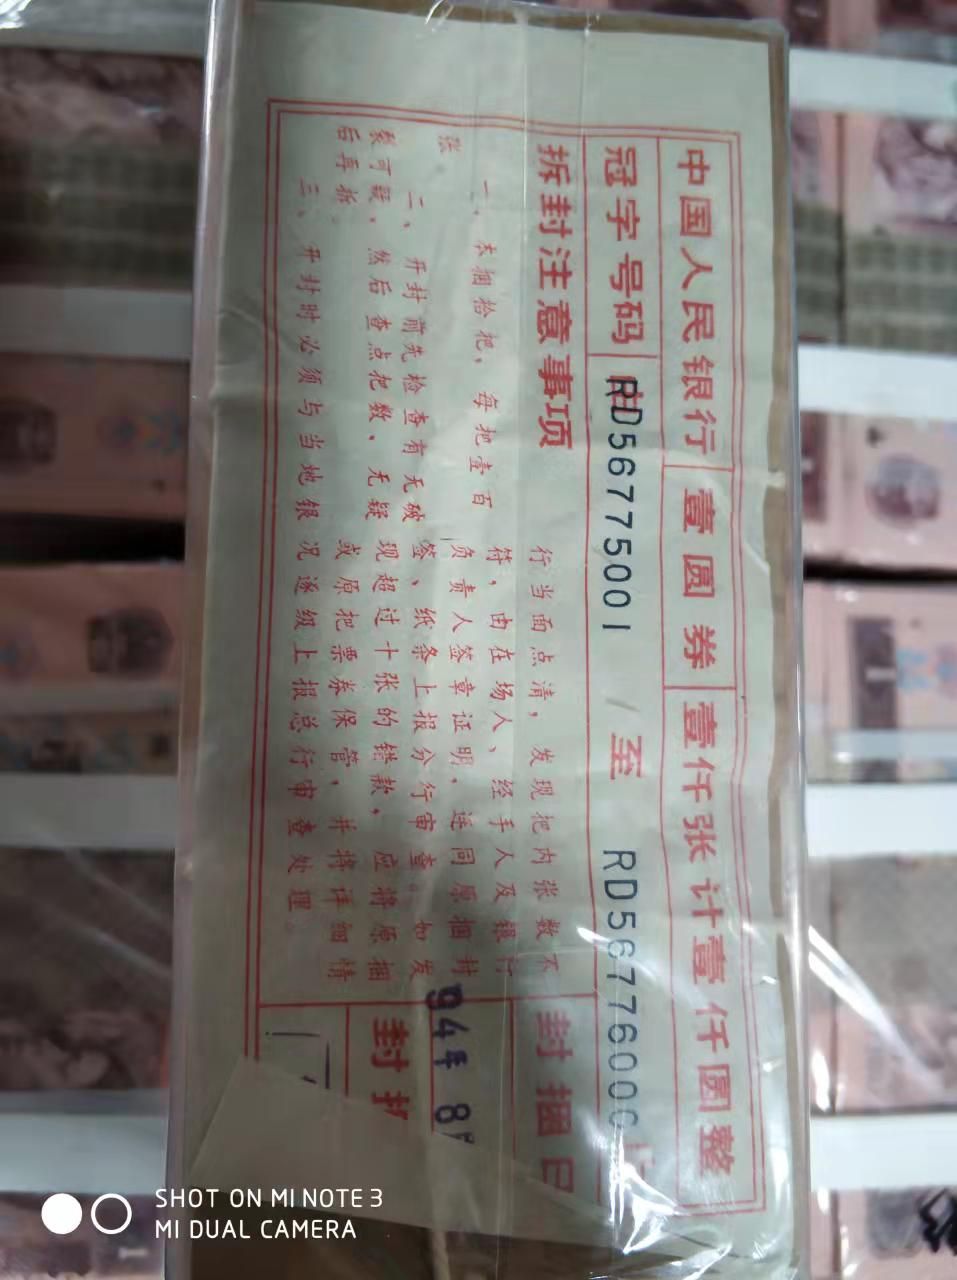 中国人民银行 壹圆券 壹仟张计壹仟圆整
冠字号码 RD56775001 至 RD56776000
拆封注意事项
一、本捆拾把，每把壹百
张
二、开封前先检查有无破
裂可疑，然后查点把数、无疑
后再拆。
三、开封时必须与当地银
行当面点清，发现把内张数不
符，由在场人、经手人及银行
负责人签章证明，连同原捆封
签、纸条上报分行审查。如发
现超过十张的错款，应将原捆
或原把票券保管，并将详细情
况逐级上报总行审查处理。
封捆日
94年 8
封
SHOT ON MI NOTE 3
MI DUAL CAMERA